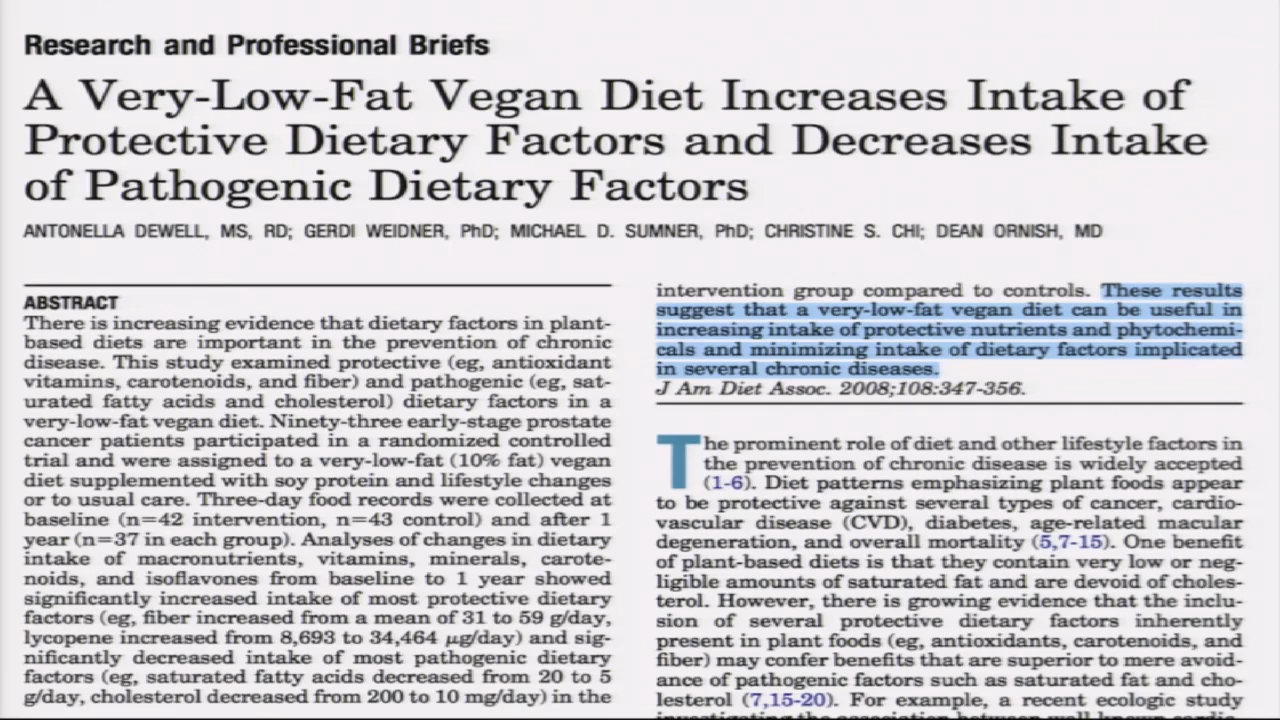 Research and Professional Briefs
A Very-Low-Fat Vegan Diet Increases Intake of
Protective Dietary Factors and Decreases Intake
of Pathogenic Dietary Factors
ANTONELLA DEWELL, MS, RD; GERDI WEIDNER, PhD; MICHAEL D. SUMNER, PhD; CHRISTINE S. CHI; DEAN ORNISH, MD
ABSTRACT
There is increasing evidence that dietary factors in plant-
based diets are important in the prevention of chronic
disease. This study examined protective (eg, antioxidant
vitamins, carotenoids, and fiber) and pathogenic (eg, sat-
urated fatty acids and cholesterol) dietary factors in a
very-low-fat vegan diet. Ninety-three early-stage prostate
cancer patients participated in a randomized controlled
trial and were assigned to a very-low-fat (10% fat) vegan
diet supplemented with soy protein and lifestyle changes
or to usual care. Three-day food records were collected at
baseline (n=42 intervention, n=43 control) and after 1
year (n=37 in each group). Analyses of changes in dietary
intake of macronutrients, vitamins, minerals, carote-
noids, and isoflavones from baseline to 1 year showed
significantly increased intake of most protective dietary
factors (eg, fiber increased from a mean of 31 to 59 g/day,
lycopene increased from 8,693 to 34,464 μg/day) and sig-
nificantly decreased intake of most pathogenic dietary
factors (eg, saturated fatty acids decreased from 20 to 5
g/day, cholesterol decreased from 200 to 10 mg/day) in the
intervention group compared to controls. These results
suggest that a very-low-fat vegan diet can be useful in
increasing intake of protective nutrients and phytochemi-
cals and minimizing intake of dietary factors implicated
in several chronic diseases.
J Am Diet Assoc. 2008;108:347-356.
The prominent role of diet and other lifestyle factors in
the prevention of chronic disease is widely accepted
(1-6). Diet patterns emphasizing plant foods appear
to be protective against several types of cancer, cardio-
vascular disease (CVD), diabetes, age-related macular
degeneration, and overall mortality (5,7-15). One benefit
of plant-based diets is that they contain very low or neg-
ligible amounts of saturated fat and are devoid of choles-
terol. However, there is growing evidence that the inclu-
sion of several protective dietary factors inherently
present in plant foods (eg, antioxidants, carotenoids, and
fiber) may confer benefits that are superior to mere avoid-
ance of pathogenic factors such as saturated fat and cho-
lesterol (7,15-20). For example, a recent ecologic study